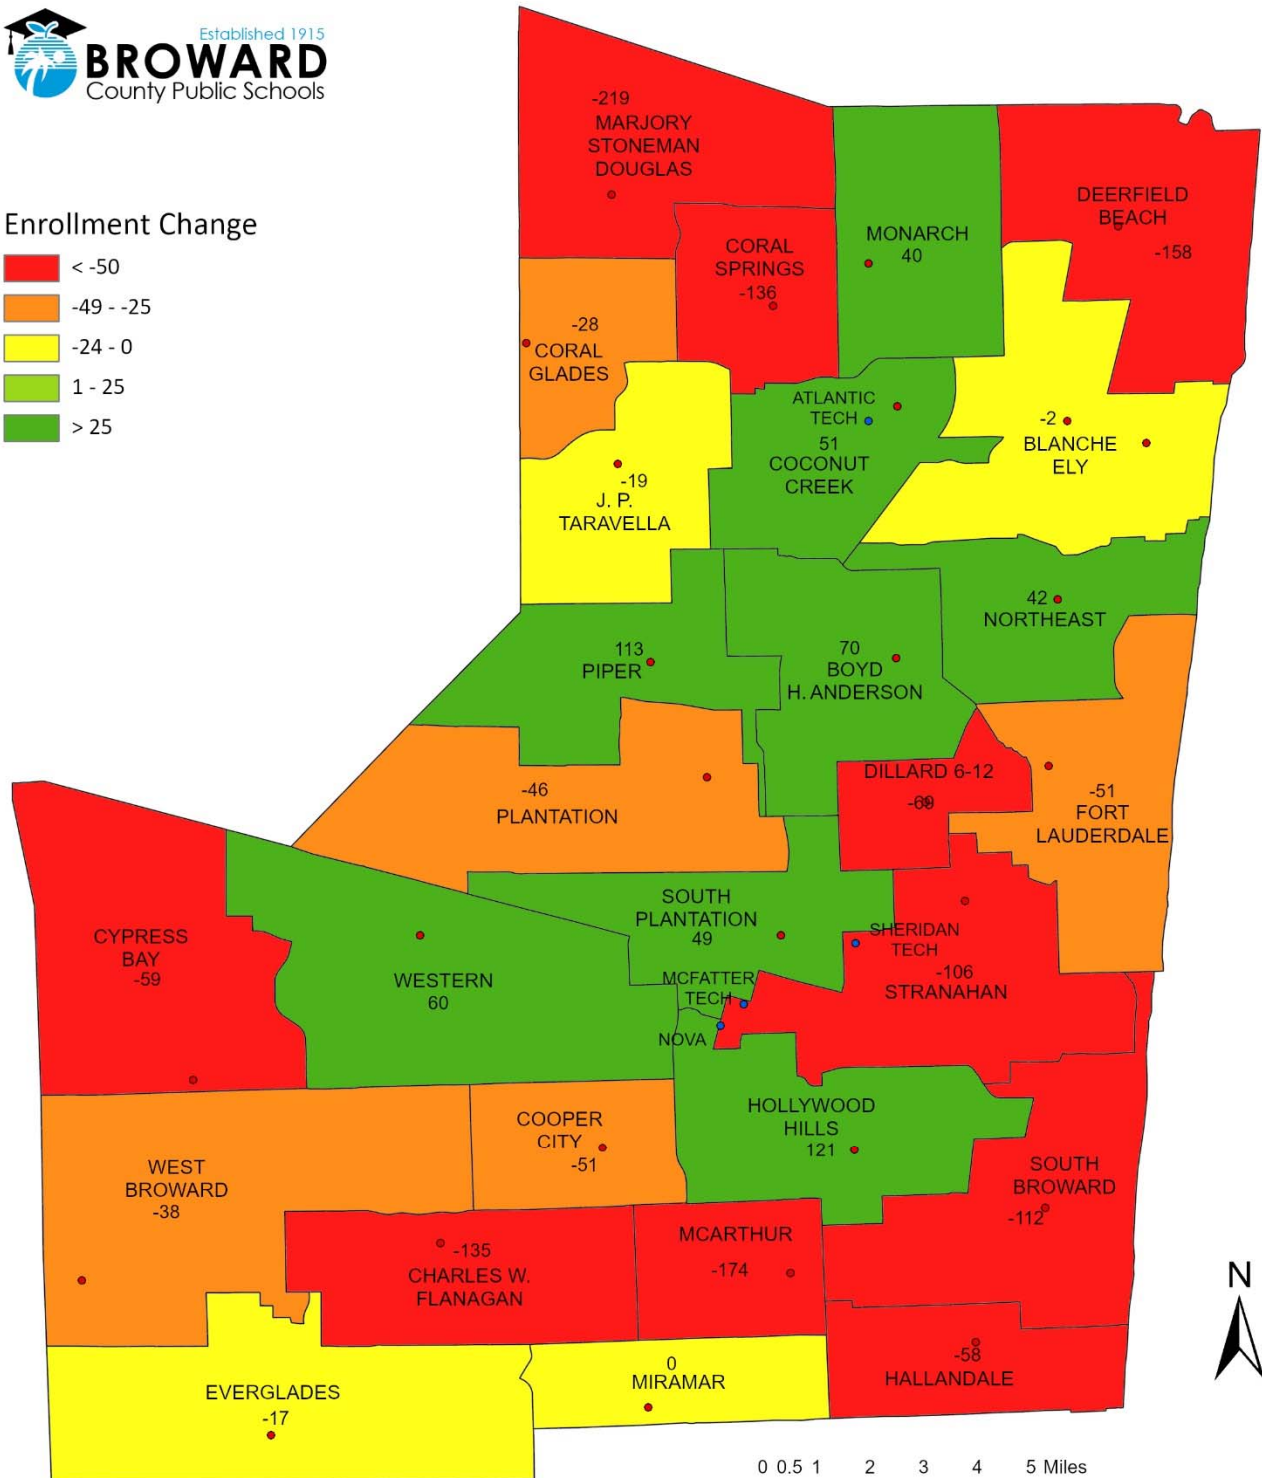 Established 1915
BROWARD
County Public Schools
Enrollment Change
< -50
-49 - -25
-24 - 0
1 - 25
> 25
-219
MARJORY
STONEMAN
DOUGLAS
CORAL
SPRINGS
-136
MONARCH
40
DEERFIELD
BEACH
-158
-28
CORAL
GLADES
ATLANTIC
TECH
51
COCONUT
CREEK
-2
BLANCHE
ELY
-19
J. P.
TARAVELLA
42
NORTHEAST
113
PIPER
70
BOYD
H. ANDERSON
-46
PLANTATION
DILLARD 6-12
-69
-51
FORT
LAUDERDALE
CYPRESS
BAY
-59
WESTERN
60
SOUTH
PLANTATION
49
SHERIDAN
TECH
-106
STRANAHAN
MCFATTER
TECH
NOVA
COOPER
CITY
-51
HOLLYWOOD
HILLS
121
WEST
BROWARD
-38
SOUTH
BROWARD
-112
-135
CHARLES W.
FLANAGAN
MCARTHUR
-174
0
MIRAMAR
-58
HALLANDALE
EVERGLADES
-17
N
0 0.5 1 2 3 4 5 Miles